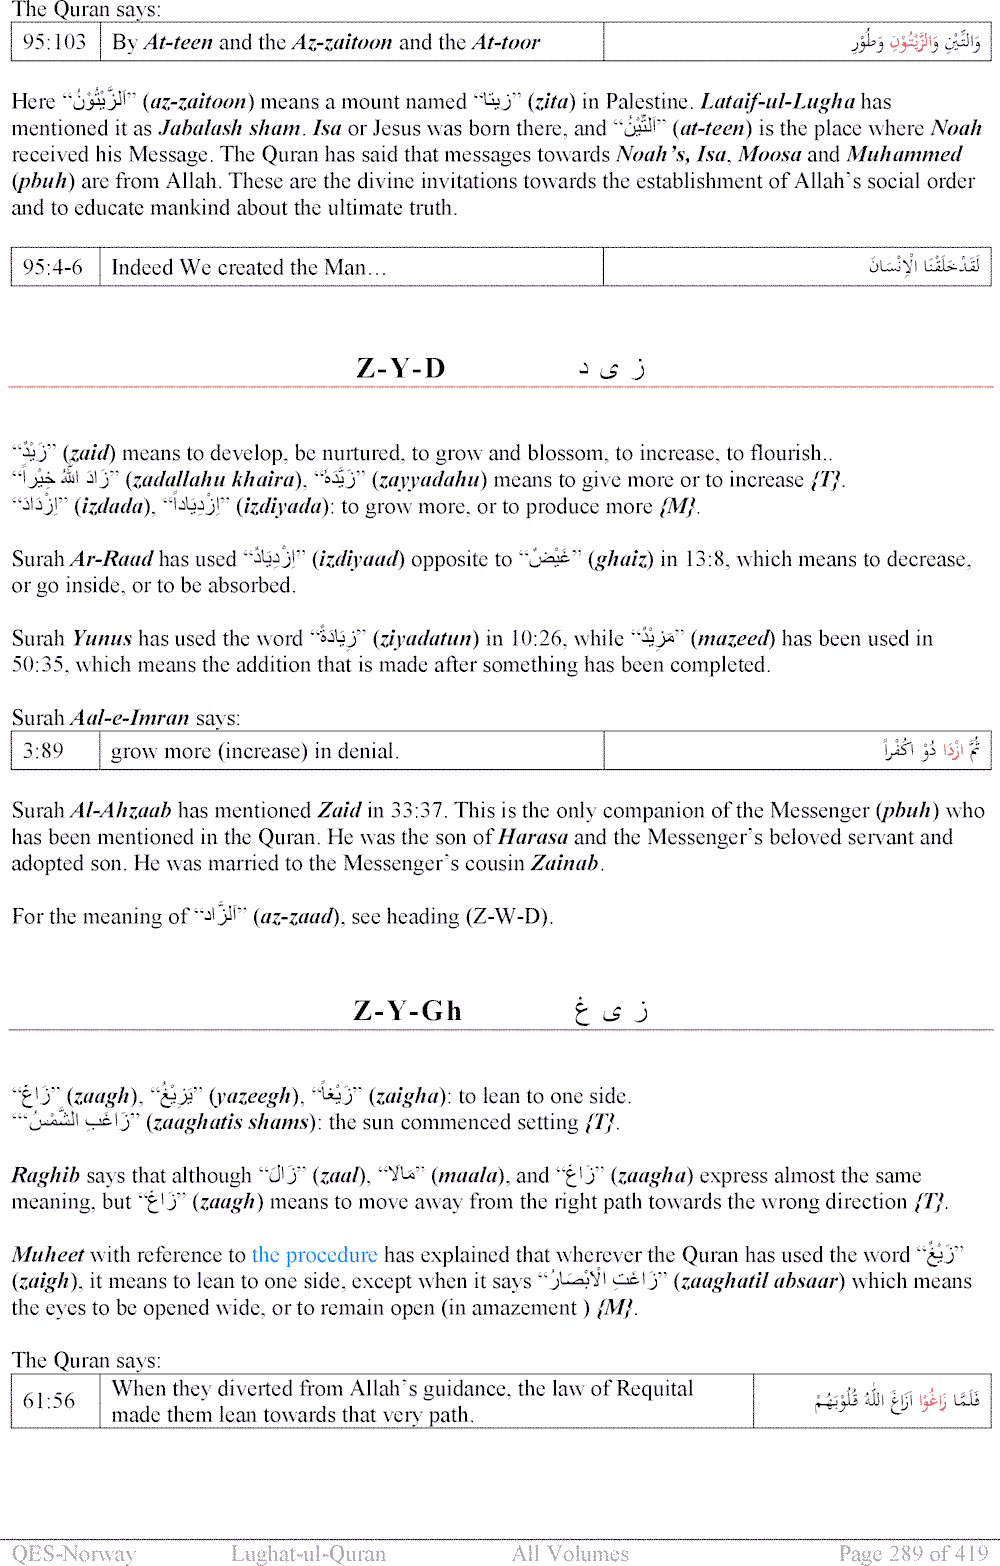 The Quran says:
95:103 By At-teen and the Az-zaitoon and the At-toor وَالتِّيْنِ وَالزَّيْتُوْنِ وَطُوْرِ
Here “اَلزَّيْتُوْنُ” (az-zaitoon) means a mount named “زيتا” (zita) in Palestine. Lataif-ul-Lugha has
mentioned it as Jabalash sham. Isa or Jesus was born there, and “اَلتِّيْنُ” (at-teen) is the place where Noah
received his Message. The Quran has said that messages towards Noah’s, Isa, Moosa and Muhammed
(pbuh) are from Allah. These are the divine invitations towards the establishment of Allah’s social order
and to educate mankind about the ultimate truth.
95:4-6 Indeed We created the Man… لَقَدْخَلَقْنَا الْاِنْسَانَ
Z-Y-D ز ی د
“زَيْدٌ” (zaid) means to develop, be nurtured, to grow and blossom, to increase, to flourish..
“زَادَ اللهُ خَيْراً” (zadallahu khaira), “زَيَّدَهُ” (zayyadahu) means to give more or to increase {T}.
“اِزْدَادَ” (izdada), “اِزْدِيَاداً” (izdiyada): to grow more, or to produce more {M}.
Surah Ar-Raad has used “اِزْدِيَادٌ” (izdiyaad) opposite to “غَيْضٌ” (ghaiz) in 13:8, which means to decrease,
or go inside, or to be absorbed.
Surah Yunus has used the word “زِيَادَةٌ” (ziyadatun) in 10:26, while “مَزِيْدٌ” (mazeed) has been used in
50:35, which means the addition that is made after something has been completed.
Surah Aal-e-Imran says:
3:89 grow more (increase) in denial. ثُمَّ ازْدَا دُوْ اكُفْراً
Surah Al-Ahzaab has mentioned Zaid in 33:37. This is the only companion of the Messenger (pbuh) who
has been mentioned in the Quran. He was the son of Harasa and the Messenger’s beloved servant and
adopted son. He was married to the Messenger’s cousin Zainab.
For the meaning of “اَلزَّاد” (az-zaad), see heading (Z-W-D).
Z-Y-Gh ز ی غ
“زَاغَ” (zaagh), “يَزِيْغُ” (yazeegh), “زَيْغاً” (zaigha): to lean to one side.
“‘زَاغَبِ الشَّمْسُ” (zaaghatis shams): the sun commenced setting {T}.
Raghib says that although “زَالَ” (zaal), “مَالَا” (maala), and “زَاغَ” (zaagha) express almost the same
meaning, but “زَاغَ” (zaagh) means to move away from the right path towards the wrong direction {T}.
Muheet with reference to the procedure has explained that wherever the Quran has used the word “زَيْغٌ”
(zaigh), it means to lean to one side, except when it says “زَاغَتِ الْاَبْصَارُ” (zaaghatil absaar) which means
the eyes to be opened wide, or to remain open (in amazement ) {M}.
The Quran says:
61:56 When they diverted from Allah’s guidance, the law of Requital فَلَمَّا زَاغُوْا اَزَاغَ اللّٰهُ قُلُوْبَهُمْ
made them lean towards that very path.
QES-Norway Lughat-ul-Quran All Volumes Page 289 of 419